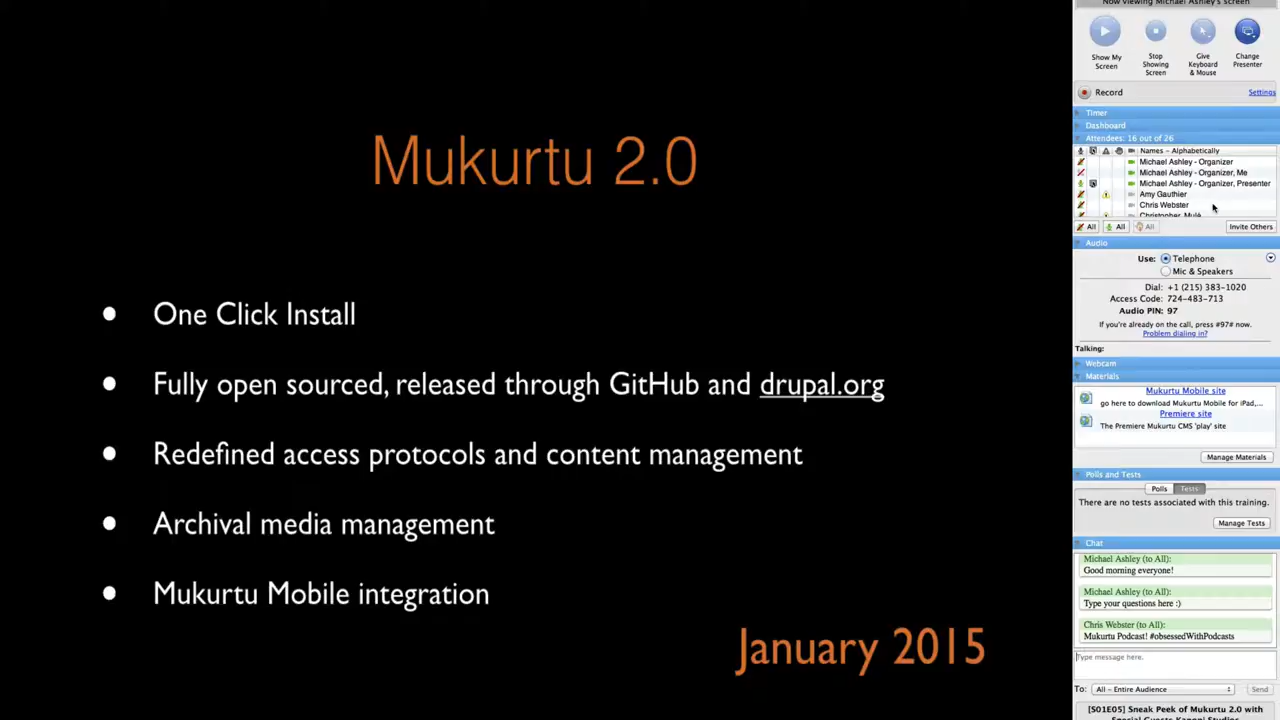 Mukurtu 2.0
One Click Install
Fully open sourced, released through GitHub and drupal.org
Redefined access protocols and content management
Archival media management
Mukurtu Mobile integration
January 2015
Now viewing Michael Ashley's screen
Show My Screen
Stop Showing Screen
Give Keyboard & Mouse
Change Presenter
Record
Settings
Timer
Dashboard
Attendees: 16 out of 26
Names - Alphabetically
Michael Ashley - Organizer
Michael Ashley - Organizer, Me
Michael Ashley - Organizer, Presenter
Amy Gauthier
Chris Webster
Christopher Mulé
All
All
All
Invite Others
Audio
Use: Telephone
Mic & Speakers
Dial: +1 (215) 383-1020
Access Code: 724-483-713
Audio PIN: 97
If you're already on the call, press #97# now.
Problem dialing in?
Talking:
Webcam
Materials
Mukurtu Mobile site
go here to download Mukurtu Mobile for iPad,...
Premiere site
The Premiere Mukurtu CMS 'play' site
Manage Materials
Polls and Tests
Polls Tests
There are no tests associated with this training.
Manage Tests
Chat
Michael Ashley (to All):
Good morning everyone!
Michael Ashley (to All):
Type your questions here :)
Chris Webster (to All):
Mukurtu Podcast! #obsessedWithPodcasts
Type message here.
To: All - Entire Audience
Send
[S01E05] Sneak Peek of Mukurtu 2.0 with
Special Guests Kanopi Studios